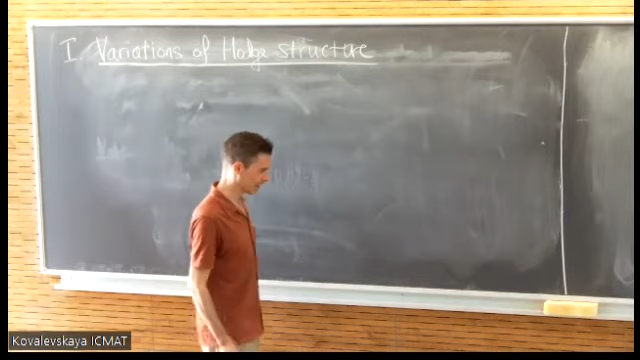 I. Variations of Hodge structure
Kovalevskaya ICMAT